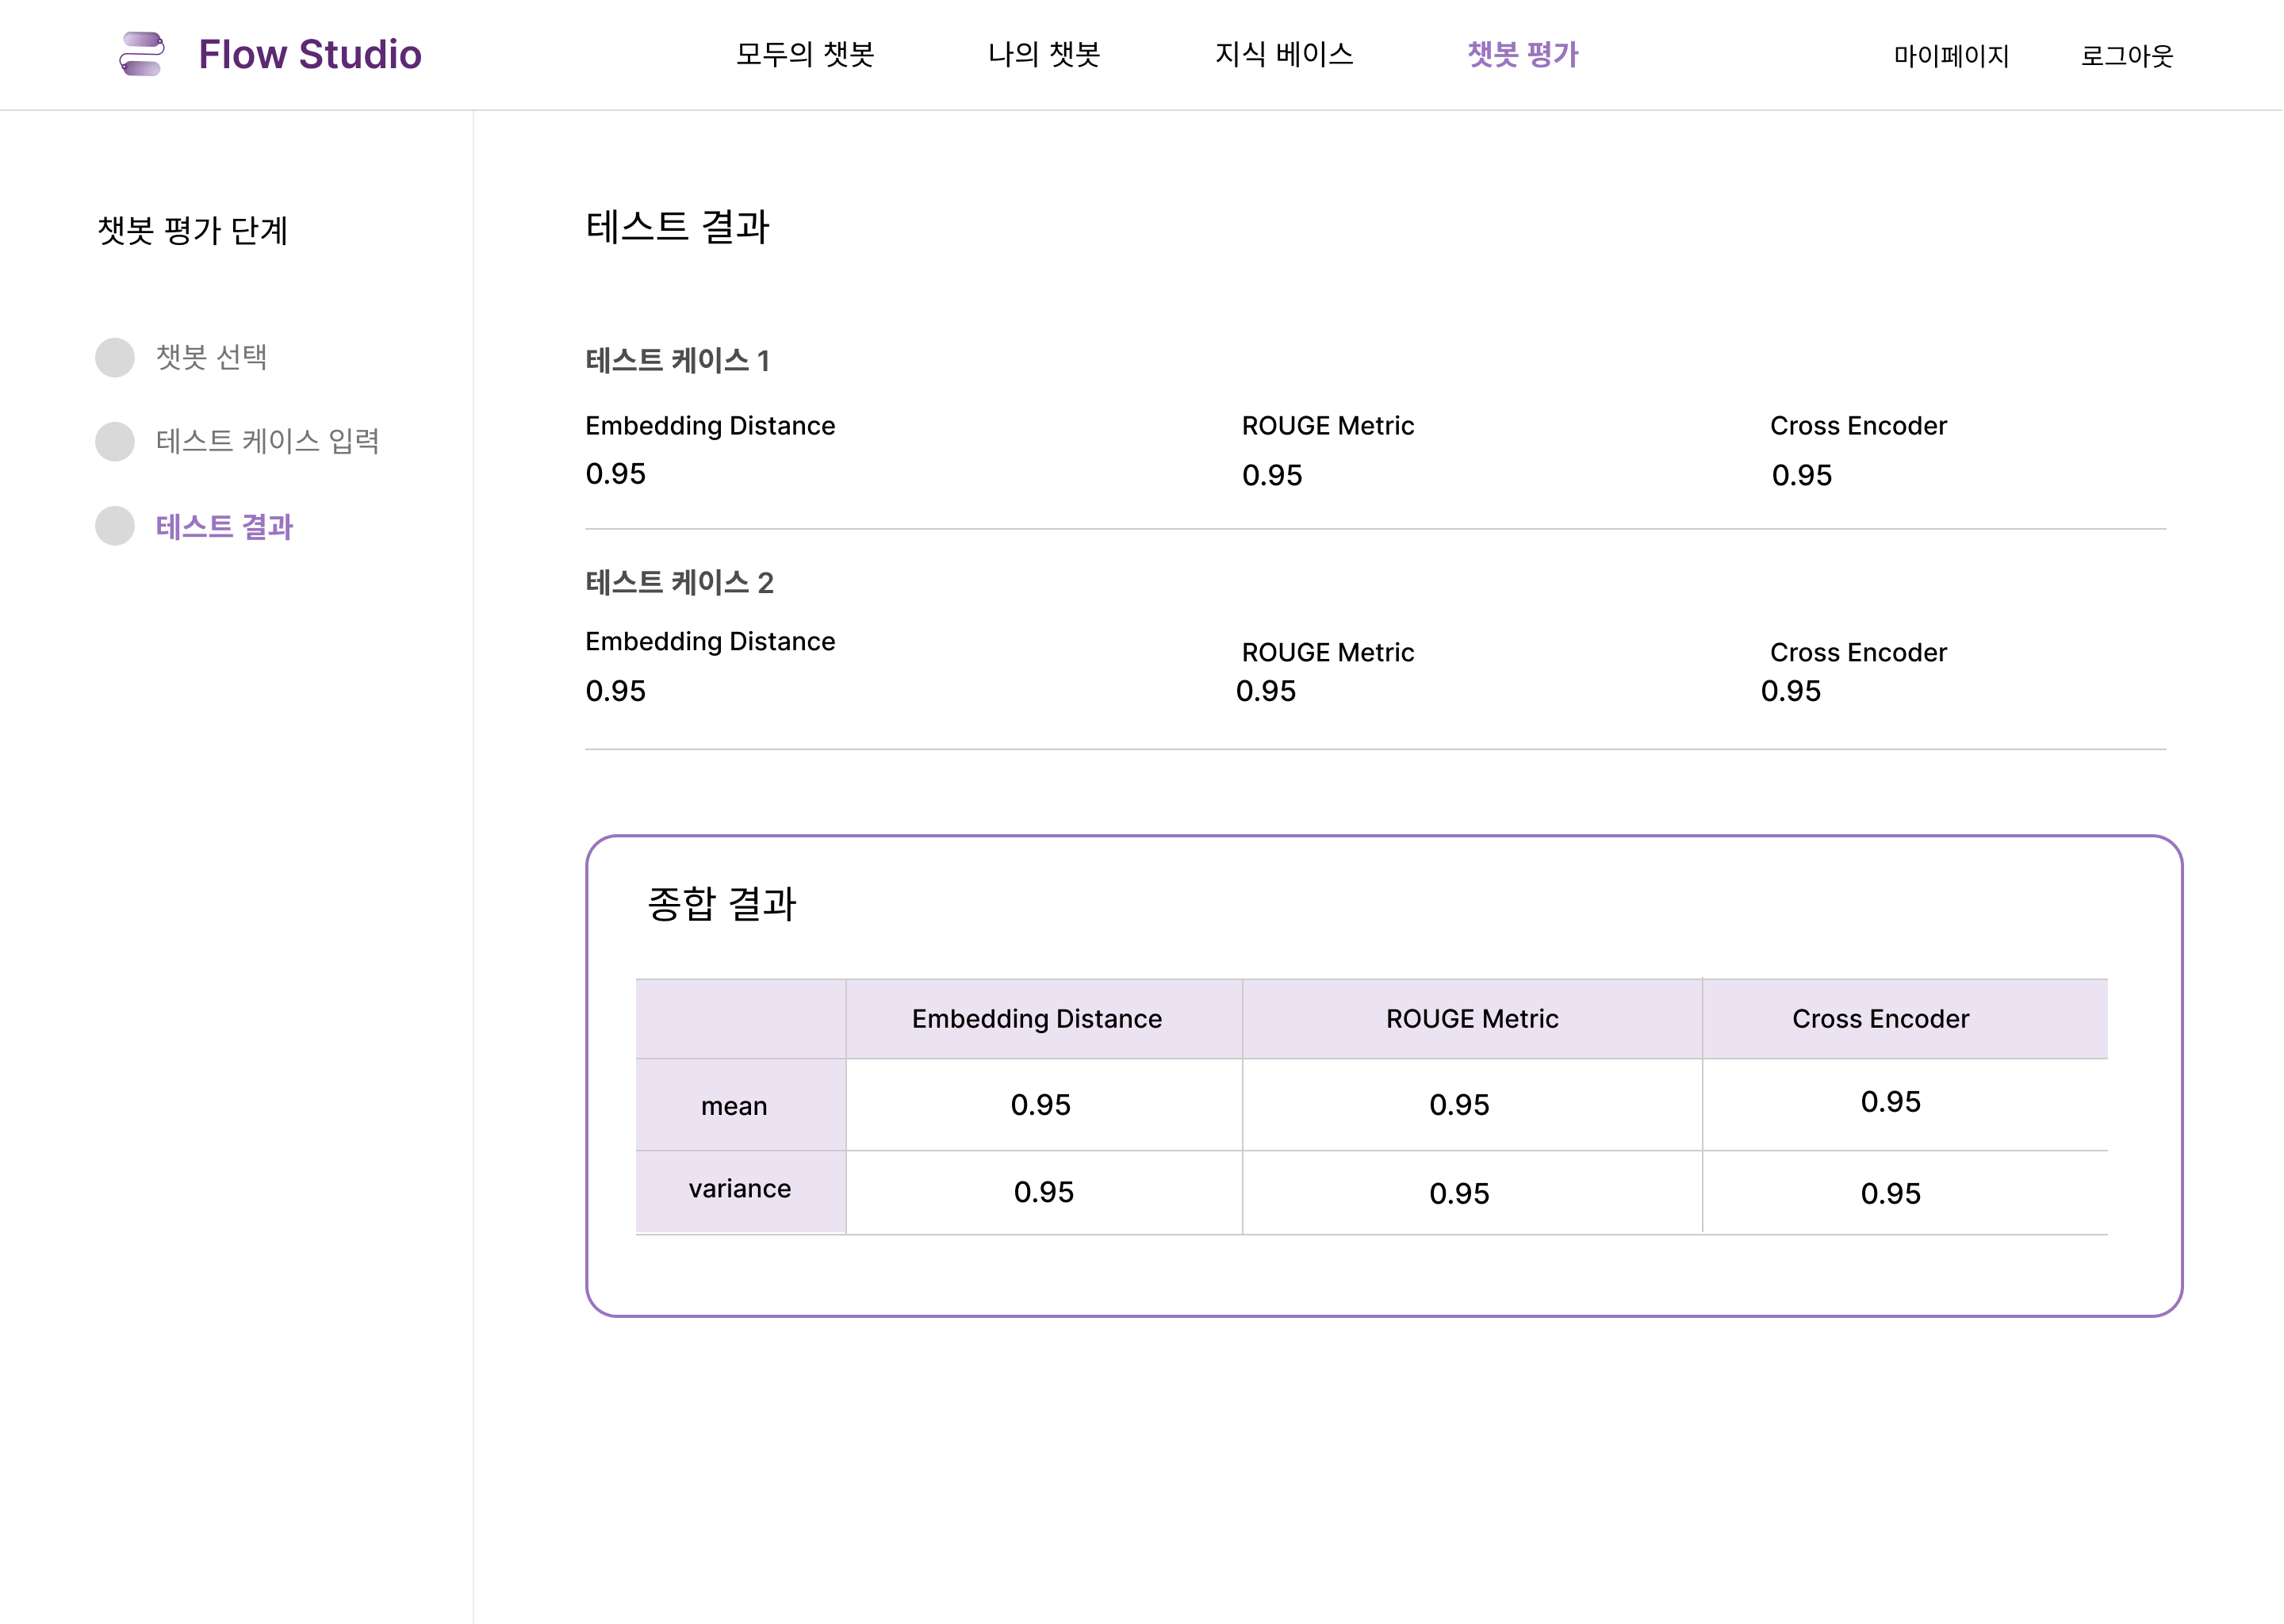 Flow Studio
모두의 챗봇
나의 챗봇
지식 베이스
챗봇 평가
마이페이지
로그아웃
챗봇 평가 단계
챗봇 선택
테스트 케이스 입력
테스트 결과
테스트 결과
테스트 케이스 1
Embedding Distance
ROUGE Metric
Cross Encoder
0.95
0.95
0.95
테스트 케이스 2
Embedding Distance
ROUGE Metric
Cross Encoder
0.95
0.95
0.95
종합 결과
Embedding Distance
ROUGE Metric
Cross Encoder
mean
0.95
0.95
0.95
variance
0.95
0.95
0.95